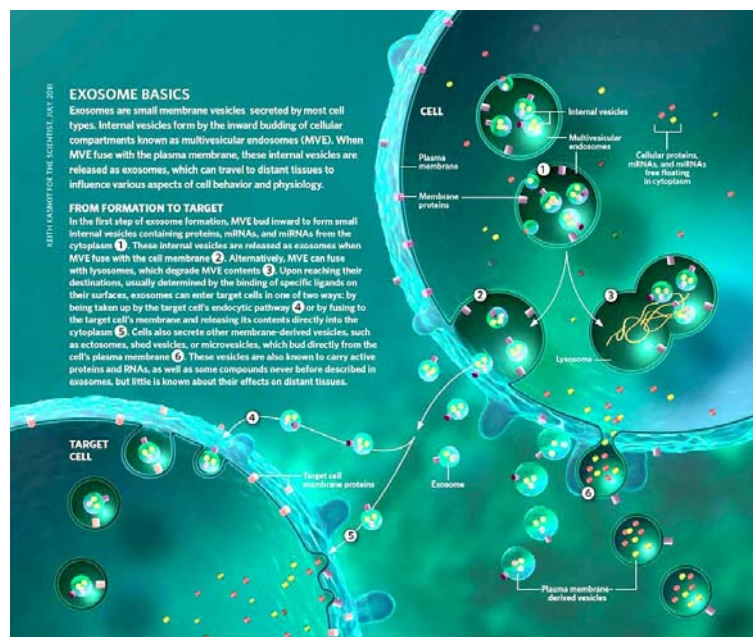 EXOSOME BASICS
Exosomes are small membrane vesicles secreted by most cell
types. Internal vesicles form by the inward budding of cellular
compartments known as multivesicular endosomes (MVE). When
MVE fuse with the plasma membrane, these internal vesicles are
released as exosomes, which can travel to distant tissues to
influence various aspects of cell behavior and physiology.
FROM FORMATION TO TARGET
In the first step of exosome formation, MVE bud inward to form small
internal vesicles containing proteins, mRNAs, and miRNAs from the
cytoplasm 1. These internal vesicles are released as exosomes when
MVE fuse with the cell membrane 2. Alternatively, MVE can fuse
with lysosomes, which degrade MVE contents 3. Upon reaching their
destinations, usually determined by the binding of specific ligands on
their surfaces, exosomes can enter target cells in one of two ways: by
being taken up by the target cell's endocytic pathway 4 or by fusing to
the target cell's membrane and releasing its contents directly into the
cytoplasm 5. Cells also secrete other membrane-derived vesicles, such
as ectosomes, shed vesicles, or microvesicles, which bud directly from the
cell's plasma membrane 6. These vesicles are also known to carry active
proteins and RNAs, as well as some compounds never before described in
exosomes, but little is known about their effects on distant tissues.
KEITH KASNOT FOR THE SCIENTIST, JULY 2011
CELL
Internal vesicles
Multivesicular
endosomes
Cellular proteins,
mRNAs, and miRNAs
free floating
in cytoplasm
Plasma
membrane
Membrane
proteins
1
2
3
Lysosome
4
TARGET
CELL
Target cell
membrane proteins
Exosome
5
6
Plasma membrane-
derived vesicles